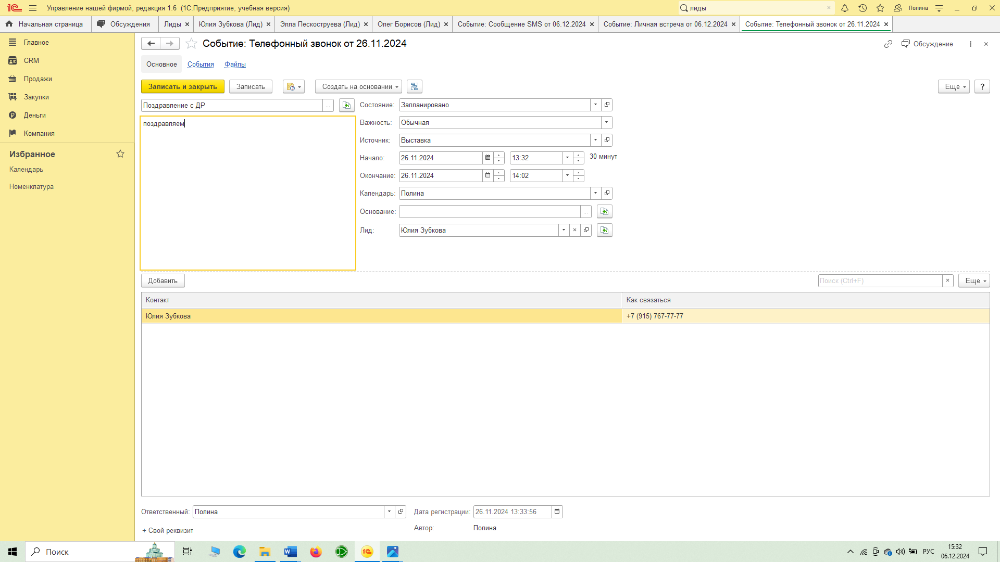 Управление нашей фирмой, редакция 1.6 (1С:Предприятие, учебная версия)
лиды
Полина
Начальная страница
Обсуждения
Лиды
Юлия Зубкова (Лид)
Элла Пескоструева (Лид)
Олег Борисов (Лид)
Событие: Сообщение SMS от 06.12.2024
Событие: Личная встреча от 06.12.2024
Событие: Телефонный звонок от 26.11.2024
Главное
CRM
Продажи
Закупки
Деньги
Компания
Избранное
Календарь
Номенклатура
Событие: Телефонный звонок от 26.11.2024
Обсуждение
Основное
События
Файлы
Записать и закрыть
Записать
Создать на основании
Еще
?
Поздравление с ДР
...
поздравляем
Состояние: Запланировано
Важность: Обычная
Источник: Выставка
Начало: 26.11.2024 13:32 30 минут
Окончание: 26.11.2024 14:02
Календарь: Полина
Основание: ...
Лид: Юлия Зубкова
Добавить
Поиск (Ctrl+F)
Еще
Контакт
Как связаться
Юлия Зубкова
+7 (915) 767-77-77
Ответственный: Полина
Дата регистрации: 26.11.2024 13:33:56
+ Свой реквизит
Автор: Полина
Поиск
РУС
15:32
06.12.2024